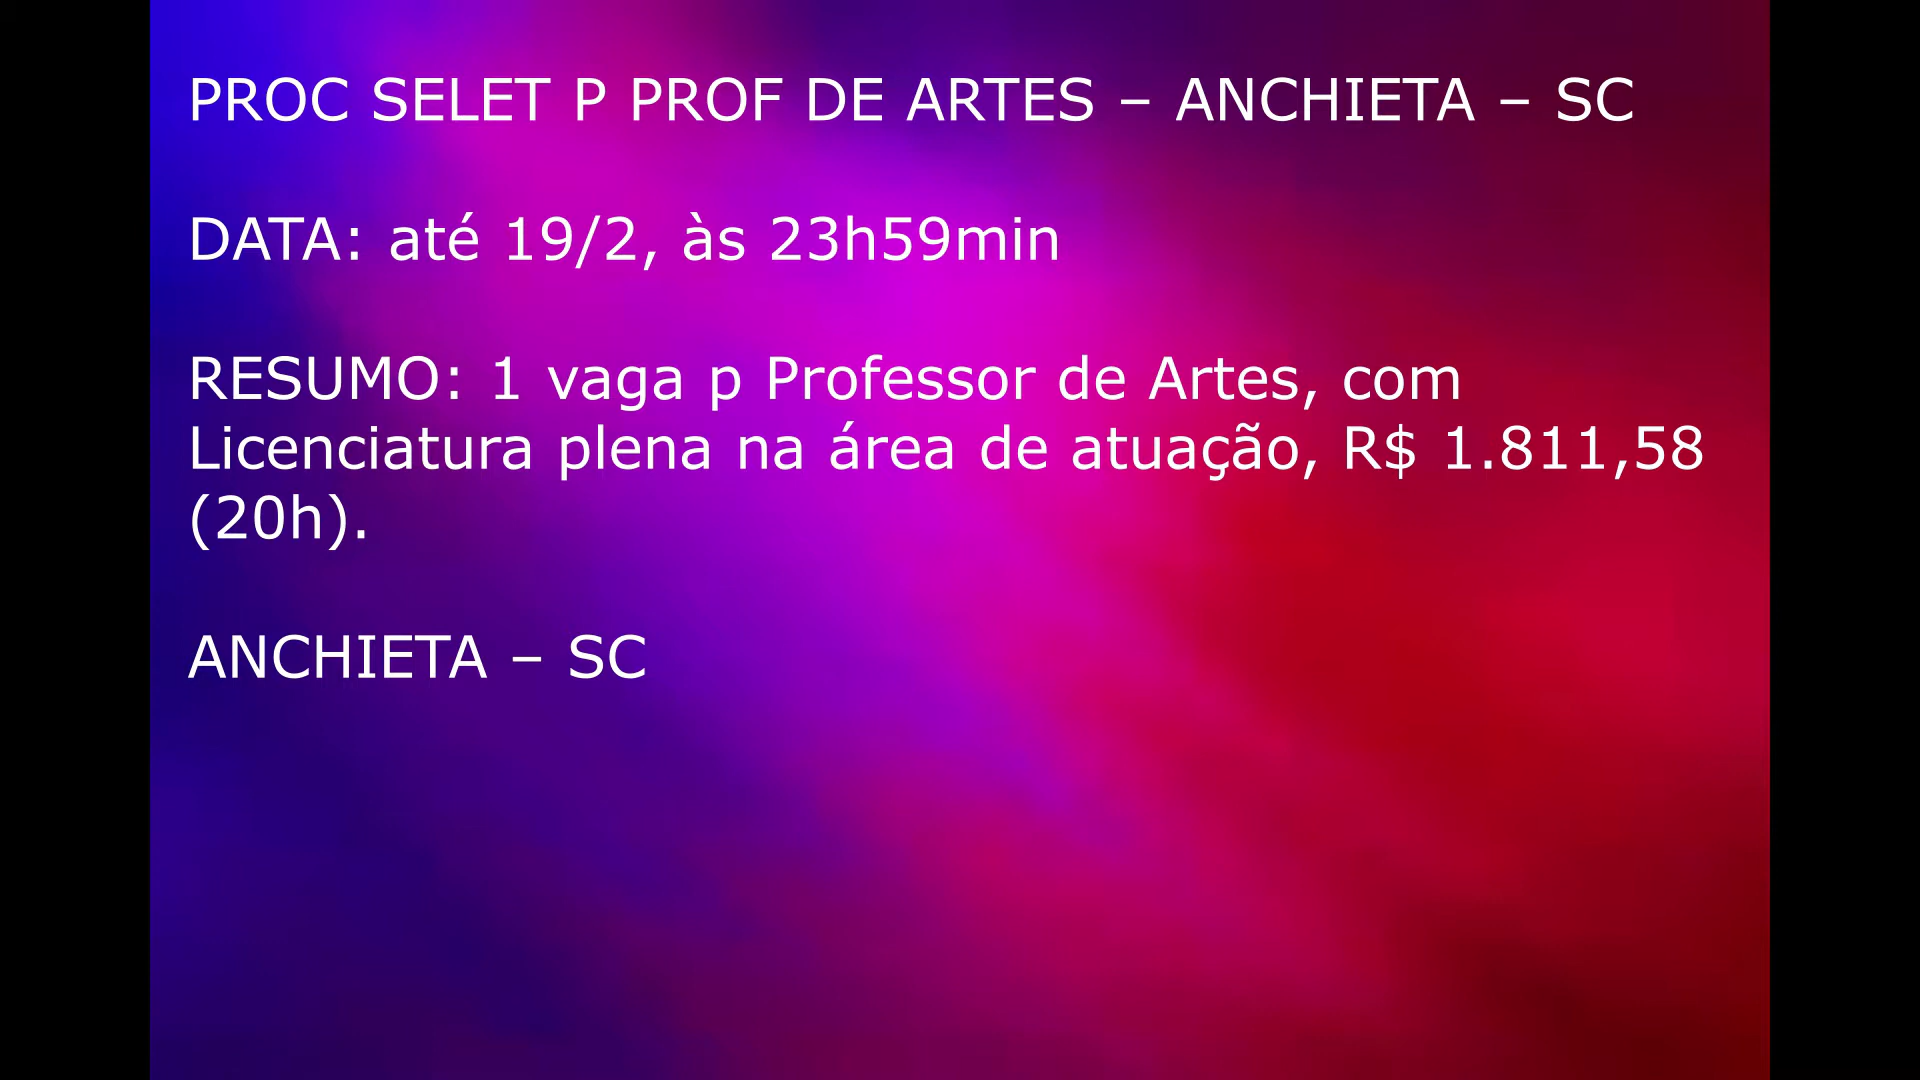 PROC SELET P PROF DE ARTES – ANCHIETA – SC
DATA: até 19/2, às 23h59min
RESUMO: 1 vaga p Professor de Artes, com
Licenciatura plena na área de atuação, R$ 1.811,58
(20h).
ANCHIETA – SC